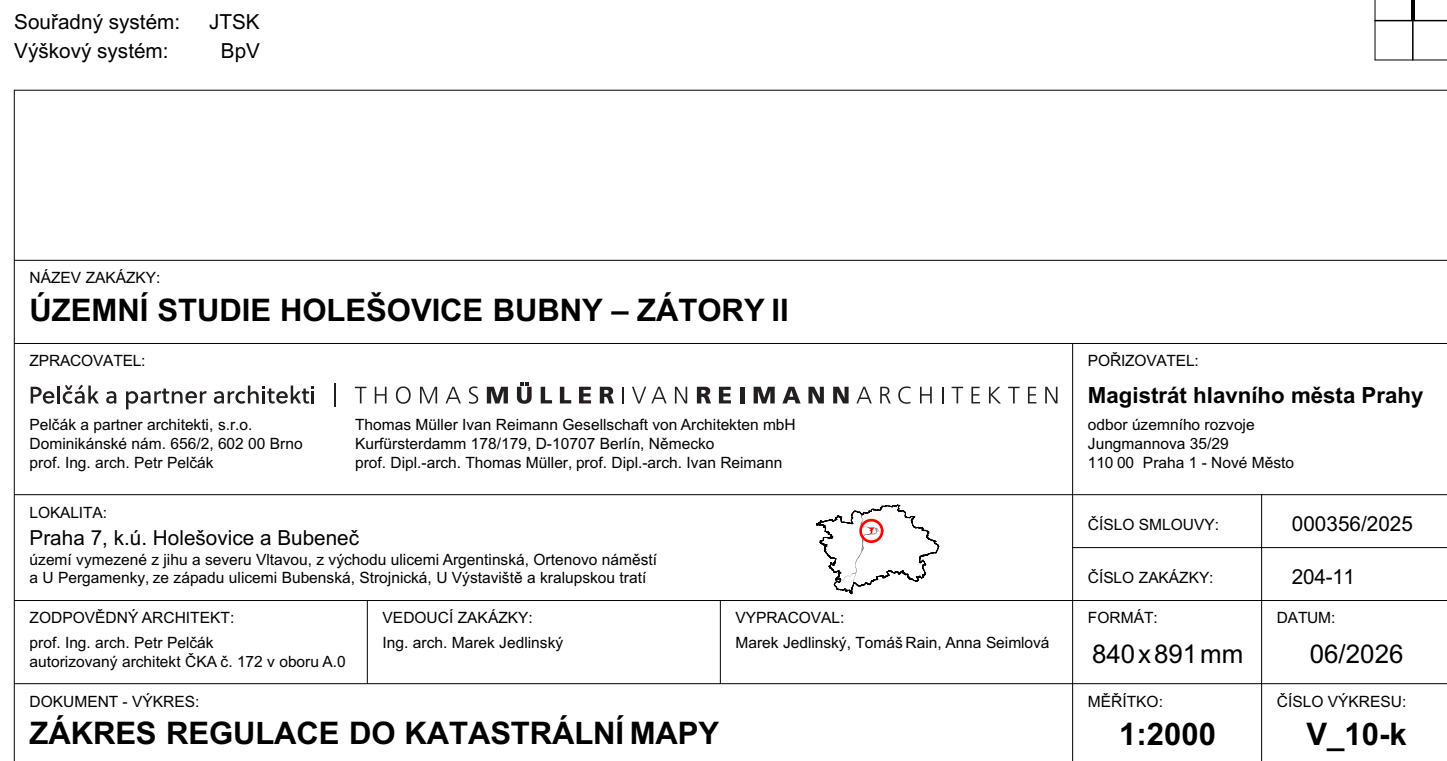 Souřadný systém: JTSK
Výškový systém: BpV
NÁZEV ZAKÁZKY:
ÚZEMNÍ STUDIE HOLEŠOVICE BUBNY – ZÁTORY II
ZPRACOVATEL:
Pelčák a partner architekti | THOMASMÜLLERIVANREIMANNARCHITEKTEN
Pelčák a partner architekti, s.r.o.
Dominikánské nám. 656/2, 602 00 Brno
prof. Ing. arch. Petr Pelčák
Thomas Müller Ivan Reimann Gesellschaft von Architekten mbH
Kurfürsterdamm 178/179, D-10707 Berlín, Německo
prof. Dipl.-arch. Thomas Müller, prof. Dipl.-arch. Ivan Reimann
POŘIZOVATEL:
Magistrát hlavního města Prahy
odbor územního rozvoje
Jungmannova 35/29
110 00 Praha 1 - Nové Město
LOKALITA:
Praha 7, k.ú. Holešovice a Bubeneč
území vymezené z jihu a severu Vltavou, z východu ulicemi Argentinská, Ortenovo náměstí
a U Pergamenky, ze západu ulicemi Bubenská, Strojnická, U Výstaviště a kralupskou tratí
ČÍSLO SMLOUVY: 000356/2025
ČÍSLO ZAKÁZKY: 204-11
ZODPOVĚDNÝ ARCHITEKT:
prof. Ing. arch. Petr Pelčák
autorizovaný architekt ČKA č. 172 v oboru A.0
VEDOUCÍ ZAKÁZKY:
Ing. arch. Marek Jedlinský
VYPRACOVAL:
Marek Jedlinský, Tomáš Rain, Anna Seimlová
FORMÁT:
840x891mm
DATUM:
06/2026
DOKUMENT - VÝKRES:
ZÁKRES REGULACE DO KATASTRÁLNÍ MAPY
MĚŘÍTKO:
1:2000
ČÍSLO VÝKRESU:
V_10-k